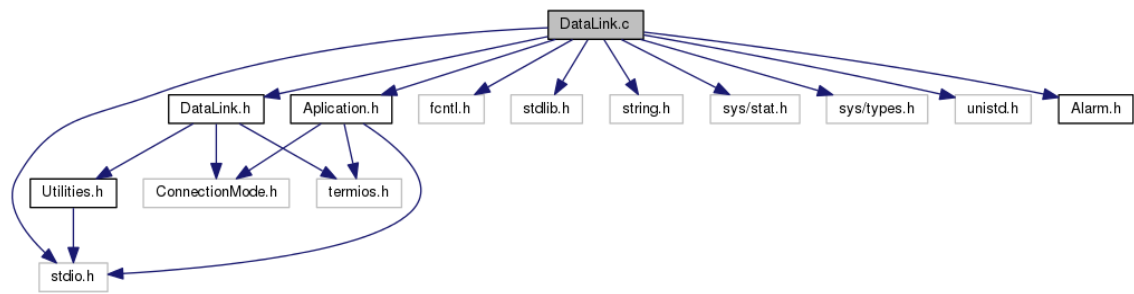 DataLink.c
DataLink.h
Aplication.h
fcntl.h
stdlib.h
string.h
sys/stat.h
sys/types.h
unistd.h
Alarm.h
Utilities.h
ConnectionMode.h
termios.h
stdio.h